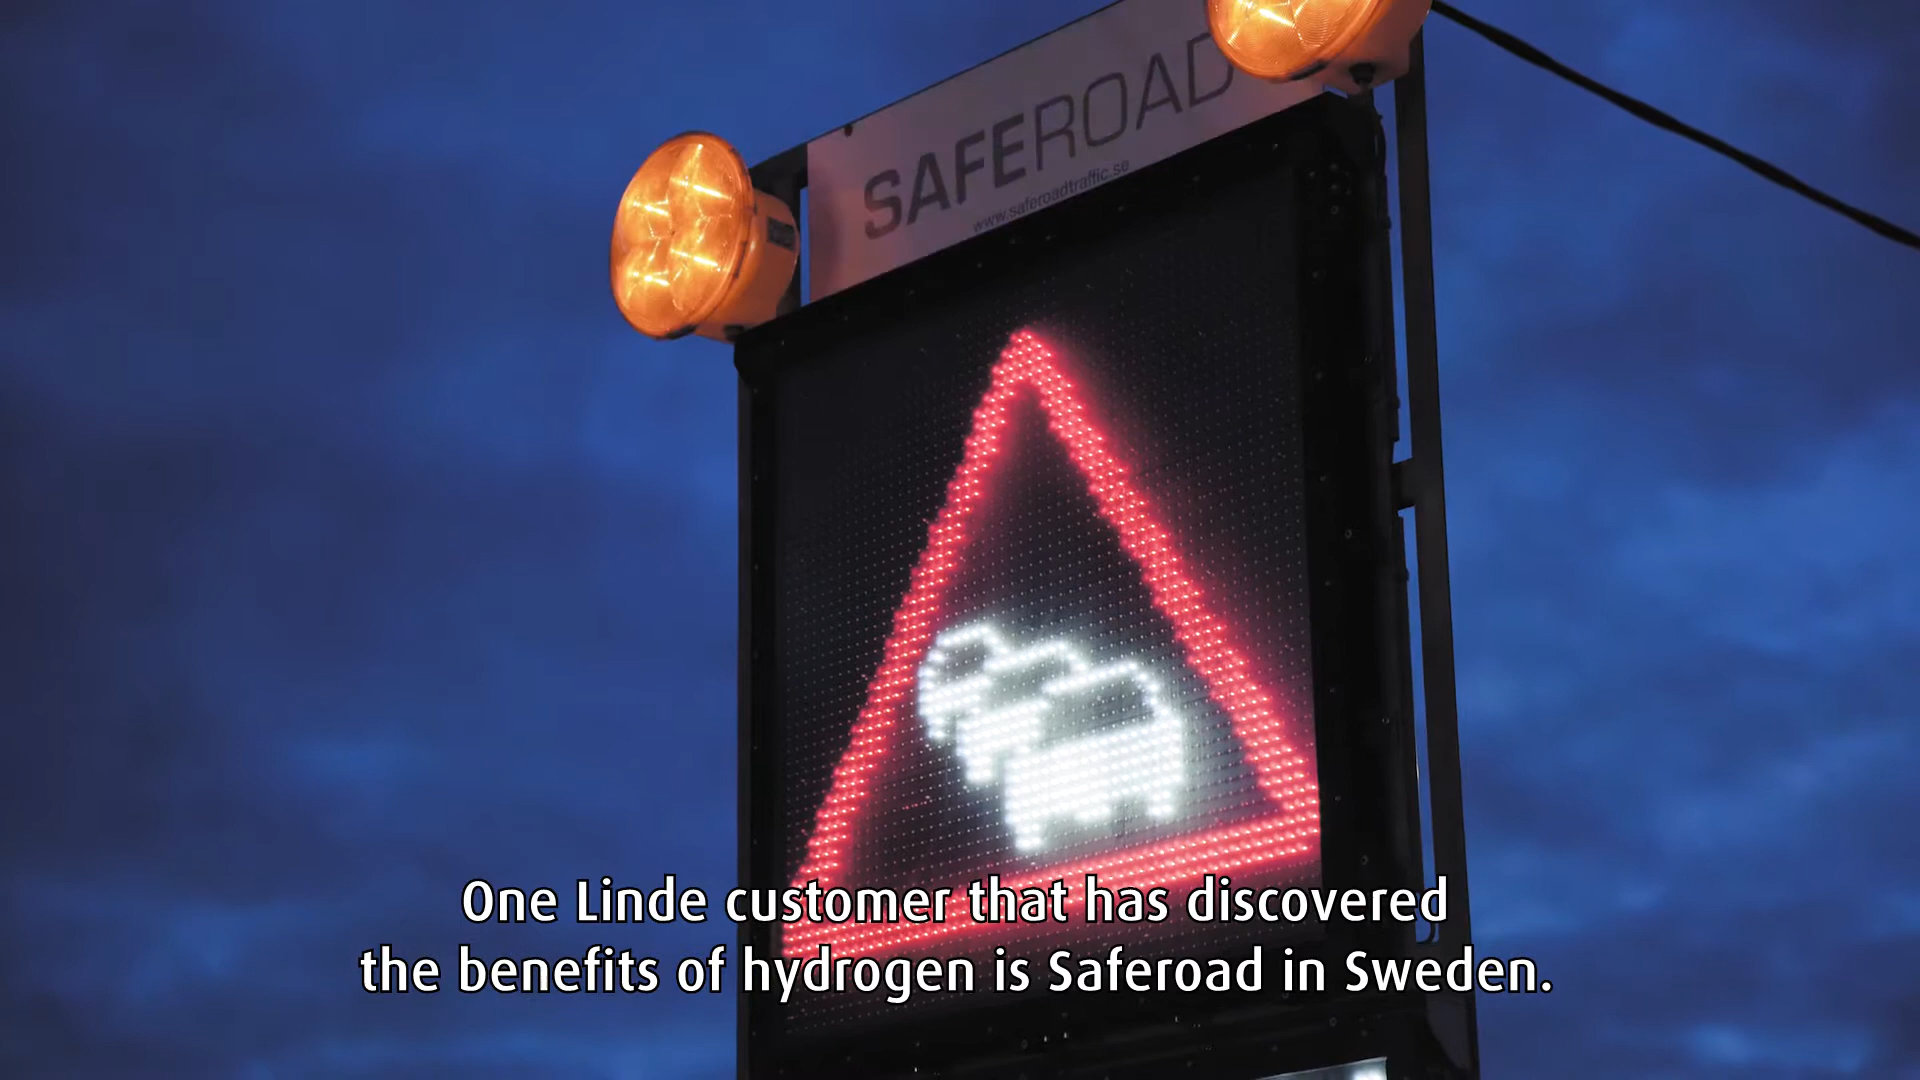 SAFEROAD
www.saferoadtraffic.se
One Linde customer that has discovered
the benefits of hydrogen is Saferoad in Sweden.